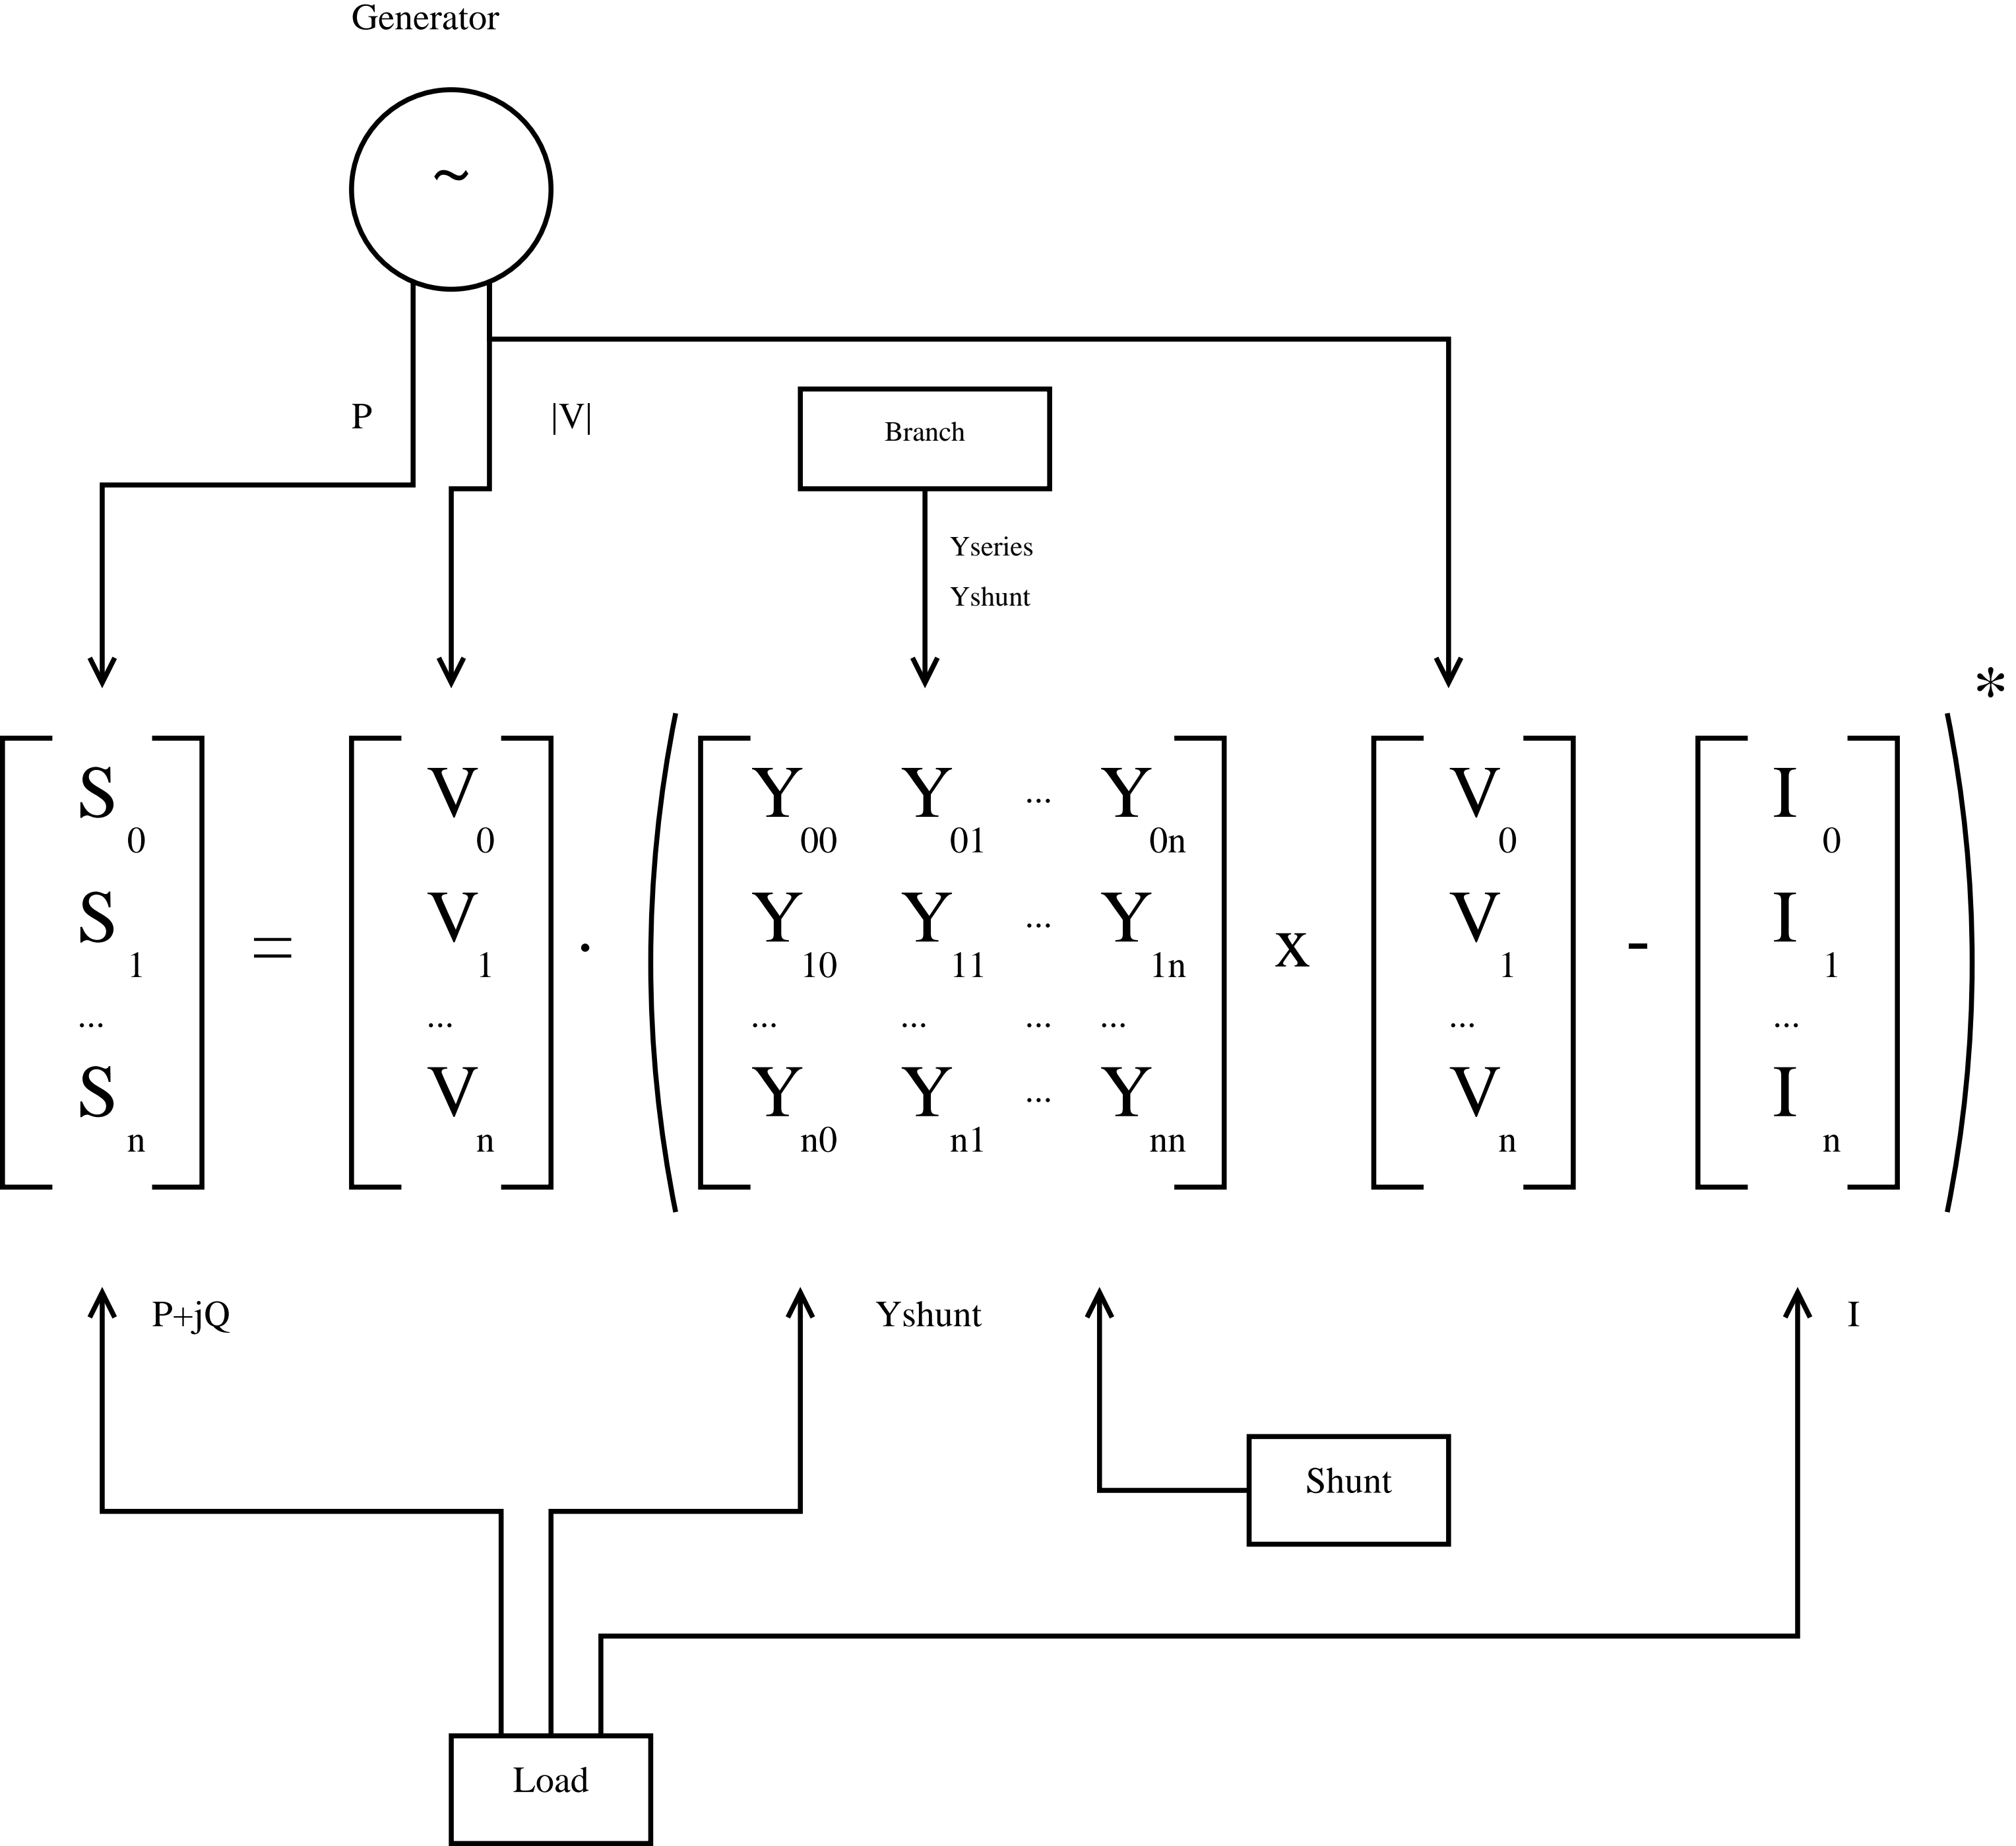 Generator
~
P |V|
Branch
Yseries
Yshunt
*
S0 V0 Y00 Y01 ... Y0n V0 I0
S1 = V1 · Y10 Y11 ... Y1n x V1 - I1
... ... ... ... ... ... ... ...
Sn Vn Yn0 Yn1 ... Ynn Vn In
P+jQ Yshunt I
Shunt
Load